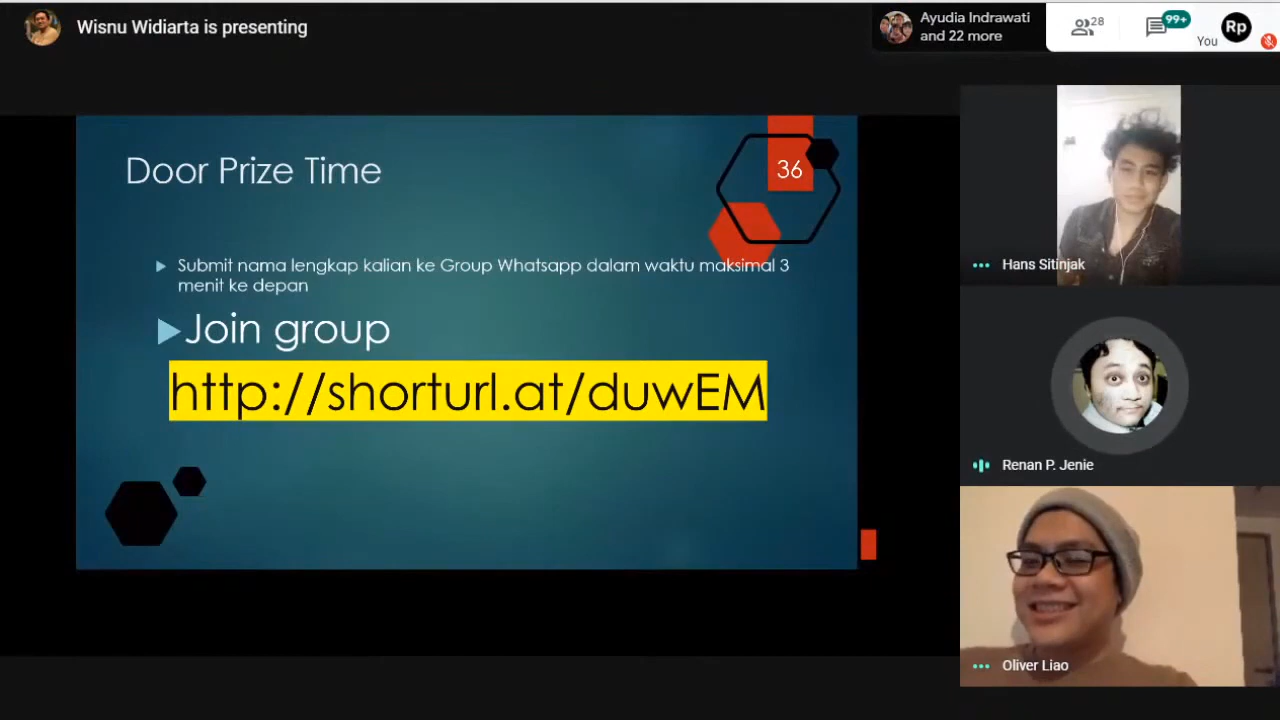 Wisnu Widiarta is presenting
Ayudia Indrawati
and 22 more
28
99+
You
Rp
Door Prize Time
36
Submit nama lengkap kalian ke Group Whatsapp dalam waktu maksimal 3
menit ke depan
Join group
http://shorturl.at/duwEM
Hans Sitinjak
Renan P. Jenie
Oliver Liao